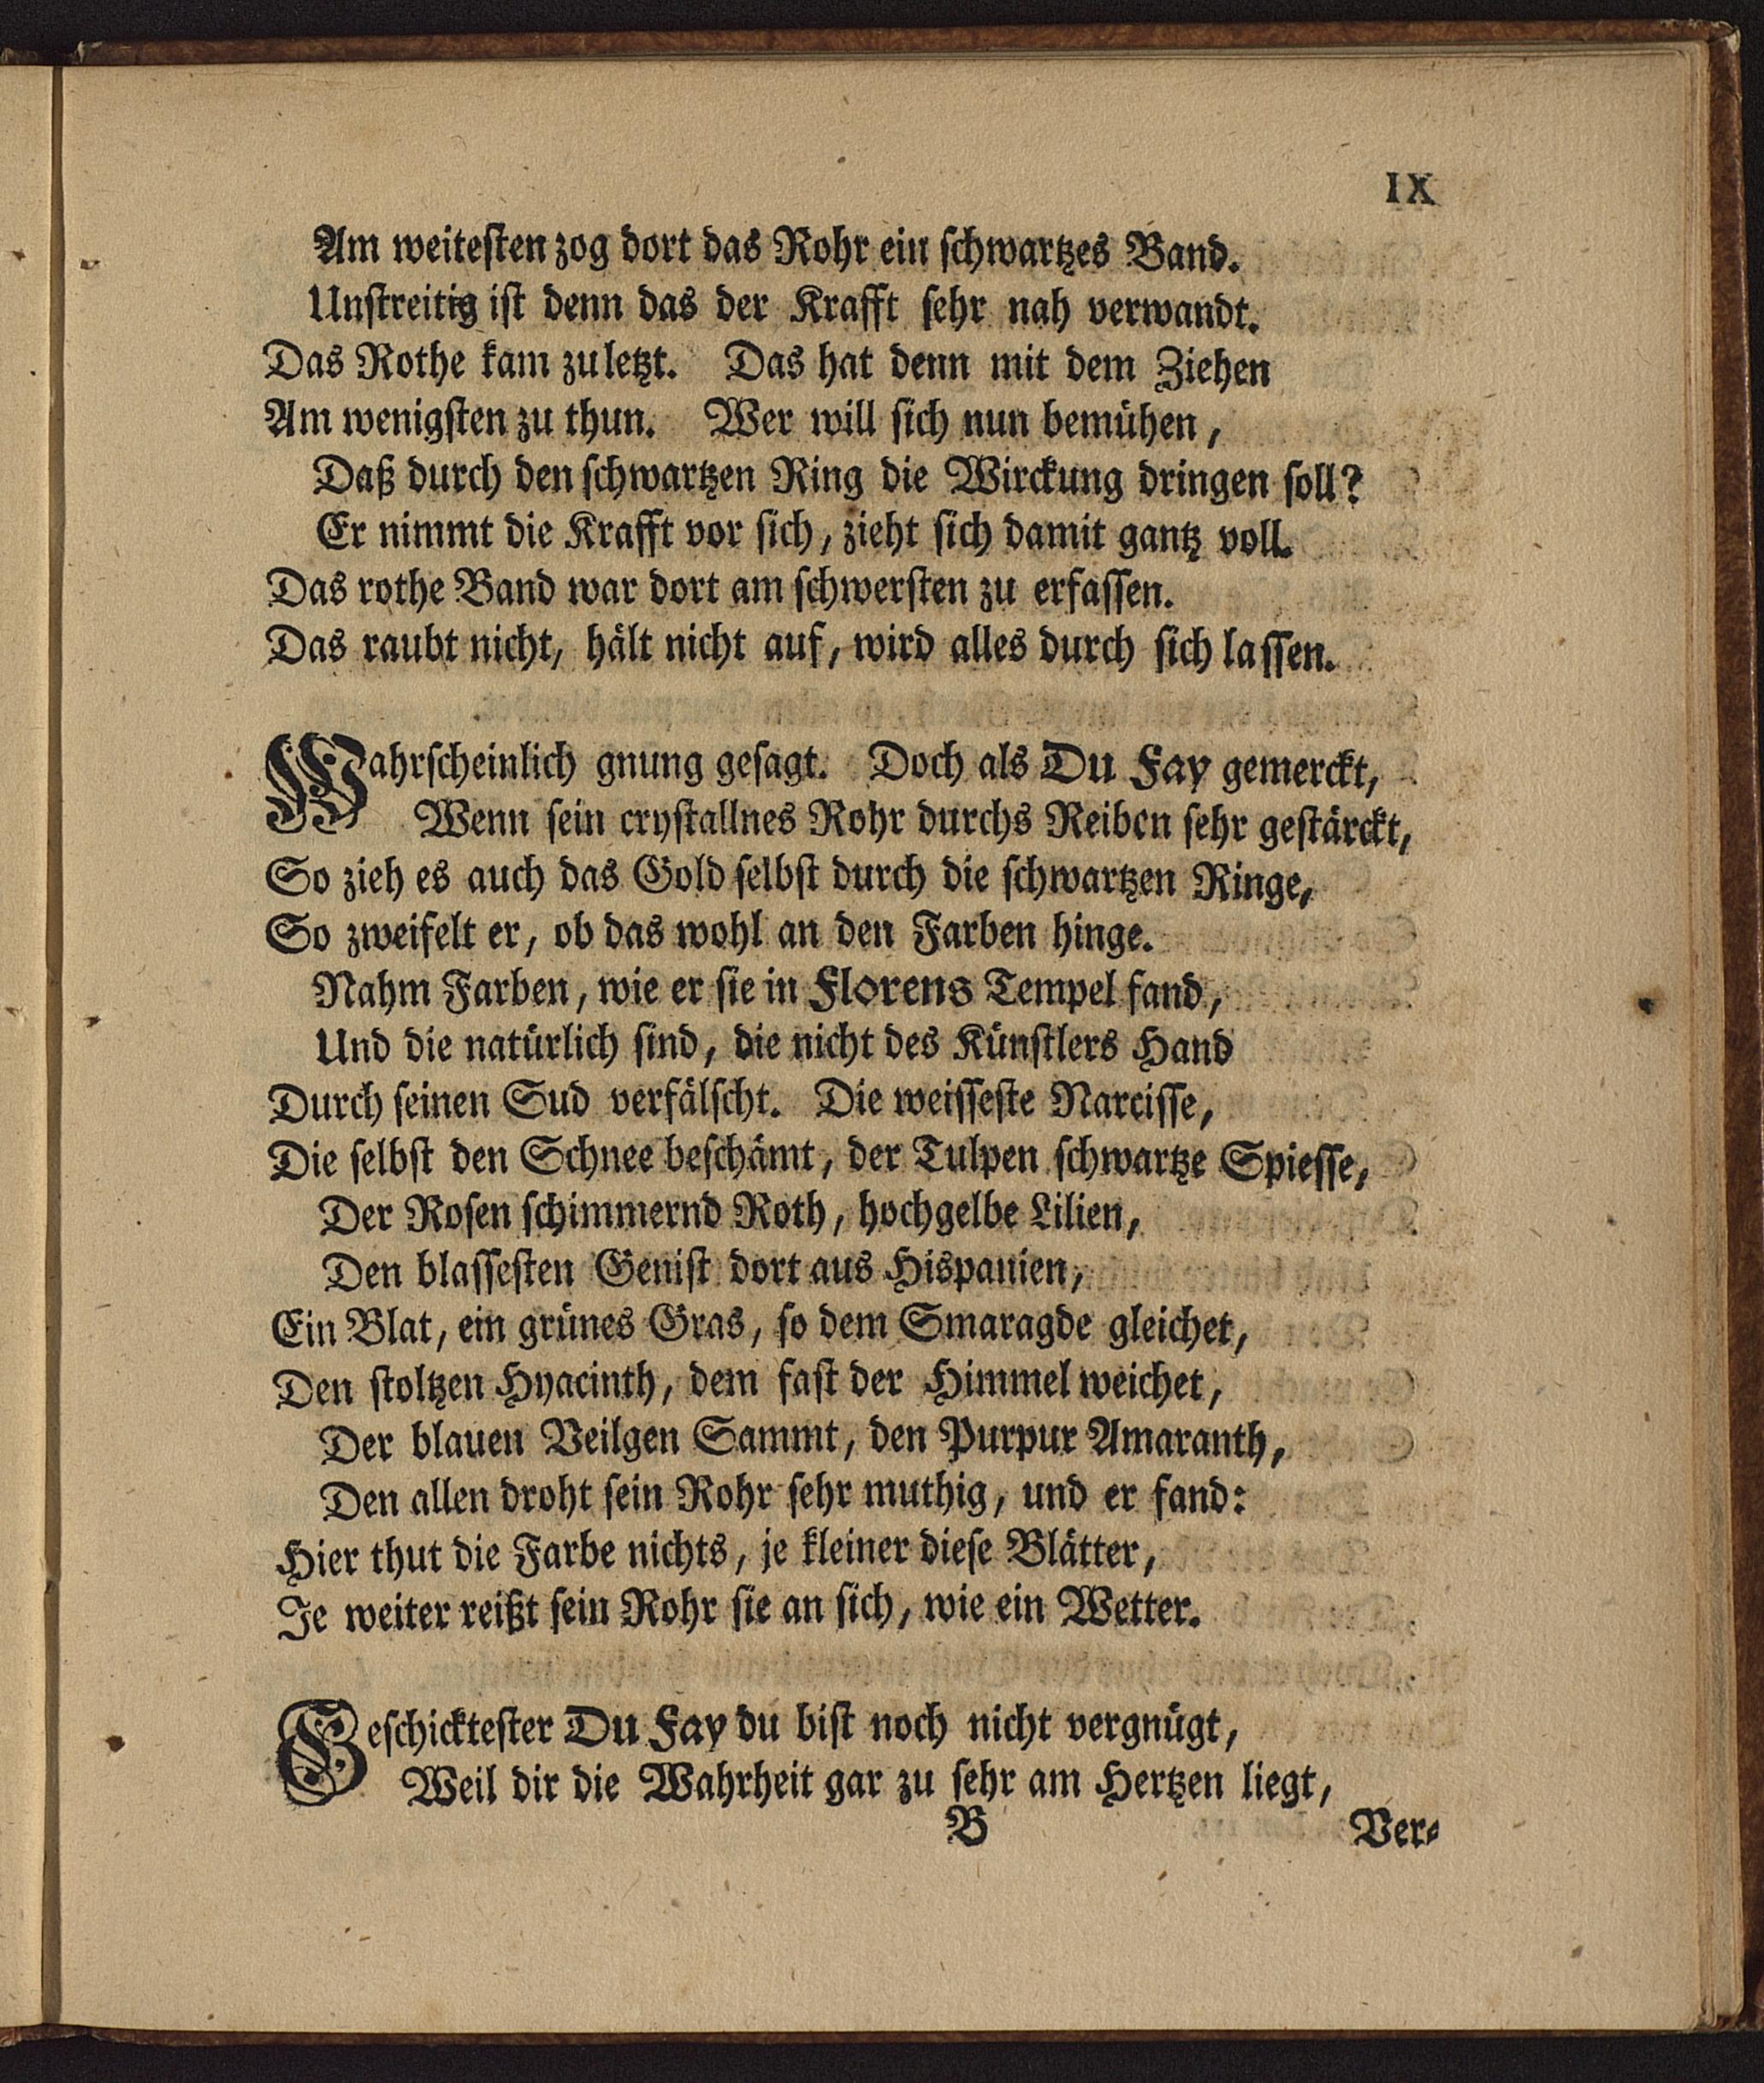 IX
Am weiteſten zog dort das Rohr ein ſchwartzes Band.
Unſtreitig iſt denn das der Krafft ſehr nah verwandt.
Das Rothe kam zuletzt. Das hat denn mit dem Ziehen
Am wenigſten zu thun. Wer will ſich nun bemühen,
Daß durch den ſchwartzen Ring die Wirckung dringen ſoll?
Er nimmt die Krafft vor ſich, zieht ſich damit gantz voll.
Das rothe Band war dort am ſchwerſten zu erfaſſen.
Das raubt nicht, hält nicht auf, wird alles durch ſich laſſen.
Wahrſcheinlich gnung geſagt. Doch als Du Fay gemerckt,
Wenn ſein cryſtallnes Rohr durchs Reiben ſehr geſtärckt,
So zieh es auch das Gold ſelbſt durch die ſchwartzen Ringe,
So zweifelt er, ob das wohl an den Farben hinge.
Nahm Farben, wie er ſie in Florens Tempel fand,
Und die natürlich ſind, die nicht des Künſtlers Hand
Durch ſeinen Sud verfälſcht. Die weiſſeſte Narciſſe,
Die ſelbſt den Schnee beſchämt, der Tulpen ſchwartze Spieſſe,
Der Roſen ſchimmernd Roth, hochgelbe Lilien,
Den blaſſeſten Geniſt dort aus Hispanien,
Ein Blat, ein grünes Gras, ſo dem Smaragde gleichet,
Den ſtoltzen Hyacinth, dem faſt der Himmel weichet,
Der blauen Veilgen Sammt, den Purpur Amaranth,
Den allen droht ſein Rohr ſehr muthig, und er fand:
Hier thut die Farbe nichts, je kleiner dieſe Blätter,
Je weiter reißt ſein Rohr ſie an ſich, wie ein Wetter.
Geſchickteſter Du Fay du biſt noch nicht vergnügt,
Weil dir die Wahrheit gar zu ſehr am Hertzen liegt,
B Ver⸗